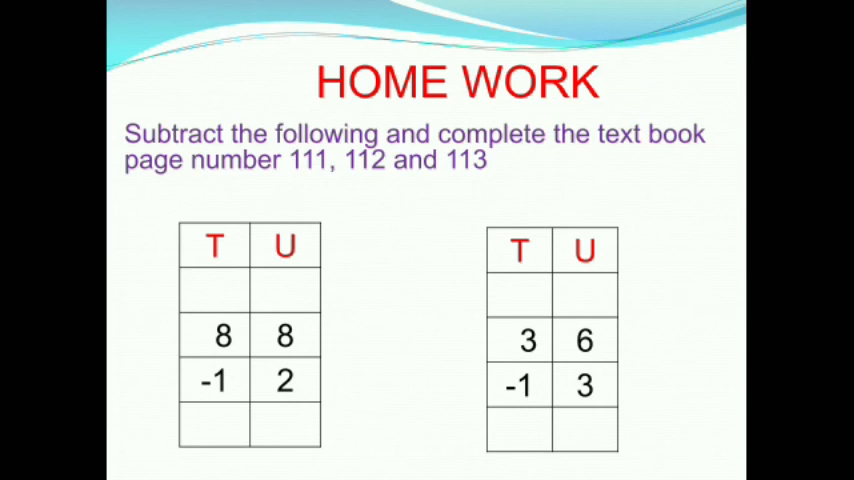 HOME WORK
Subtract the following and complete the text book
page number 111, 112 and 113
T U
8 8
-1 2
T U
3 6
-1 3